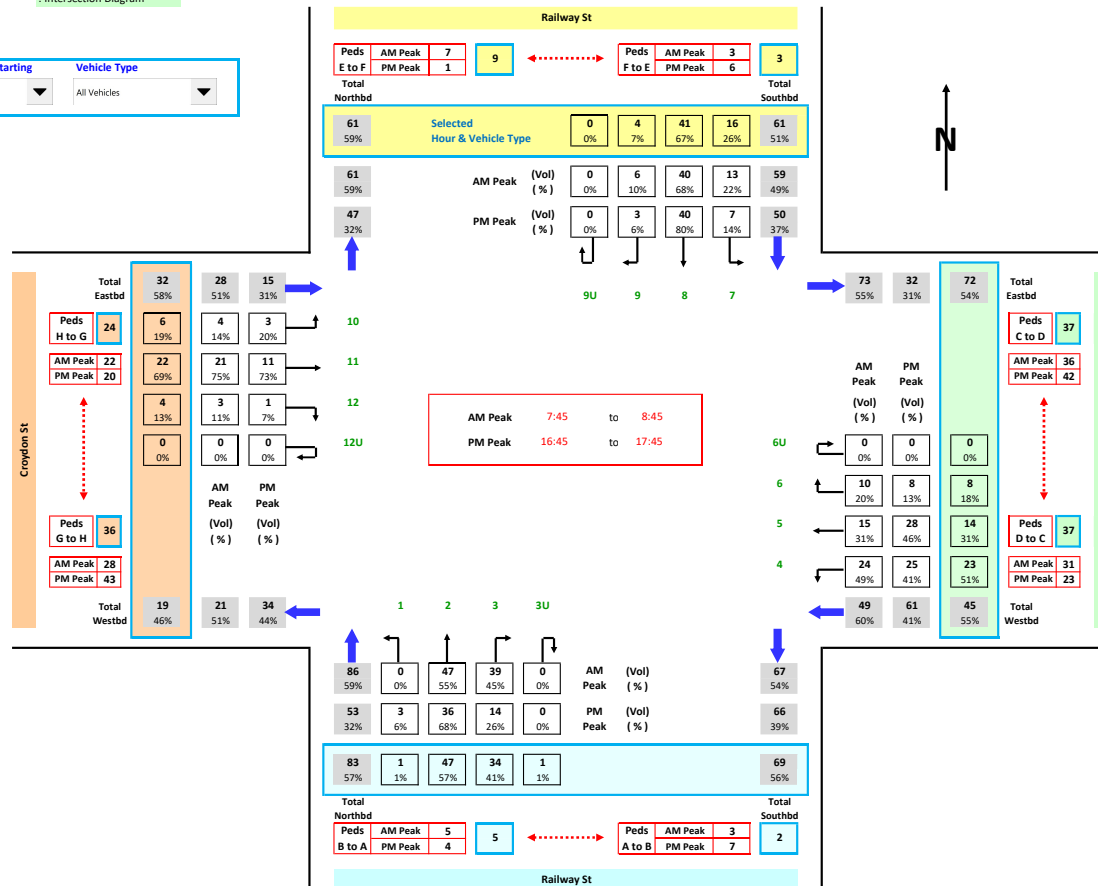 : Intersection Diagram
tarting Vehicle Type
All Vehicles
Railway St
Peds E to F AM Peak 7 PM Peak 1 9
Peds F to E AM Peak 3 PM Peak 6 3
Total Northbd
Total Southbd
61 59% Selected Hour & Vehicle Type 0 0% 4 7% 41 67% 16 26% 61 51%
61 59% AM Peak (Vol) ( % ) 0 0% 6 10% 40 68% 13 22% 59 49%
47 32% PM Peak (Vol) ( % ) 0 0% 3 6% 40 80% 7 14% 50 37%
9U 9 8 7
N
Croydon St
Total Eastbd 32 58% 28 51% 15 31%
Peds H to G 24
AM Peak 22
PM Peak 20
6 19% 4 14% 3 20% 10
22 69% 21 75% 11 73% 11
4 13% 3 11% 1 7% 12
0 0% 0 0% 0 0% 12U
AM Peak (Vol) ( % )
PM Peak (Vol) ( % )
Peds G to H 36
AM Peak 28
PM Peak 43
Total Westbd 19 46% 21 51% 34 44%
AM Peak 7:45 to 8:45
PM Peak 16:45 to 17:45
73 55% 32 31% 72 54% Total Eastbd
Peds C to D 37
AM Peak 36
PM Peak 42
AM Peak (Vol) ( % )
PM Peak (Vol) ( % )
6U 0 0% 0 0% 0 0%
6 10 20% 8 13% 8 18%
5 15 31% 28 46% 14 31%
4 24 49% 25 41% 23 51%
Peds D to C 37
AM Peak 31
PM Peak 23
49 60% 61 41% 45 55% Total Westbd
1 2 3 3U
86 59% 0 0% 47 55% 39 45% 0 0% AM Peak (Vol) ( % ) 67 54%
53 32% 3 6% 36 68% 14 26% 0 0% PM Peak (Vol) ( % ) 66 39%
83 57% 1 1% 47 57% 34 41% 1 1% 69 56%
Total Northbd
Total Southbd
Peds B to A AM Peak 5 PM Peak 4 5
Peds A to B AM Peak 3 PM Peak 7 2
Railway St